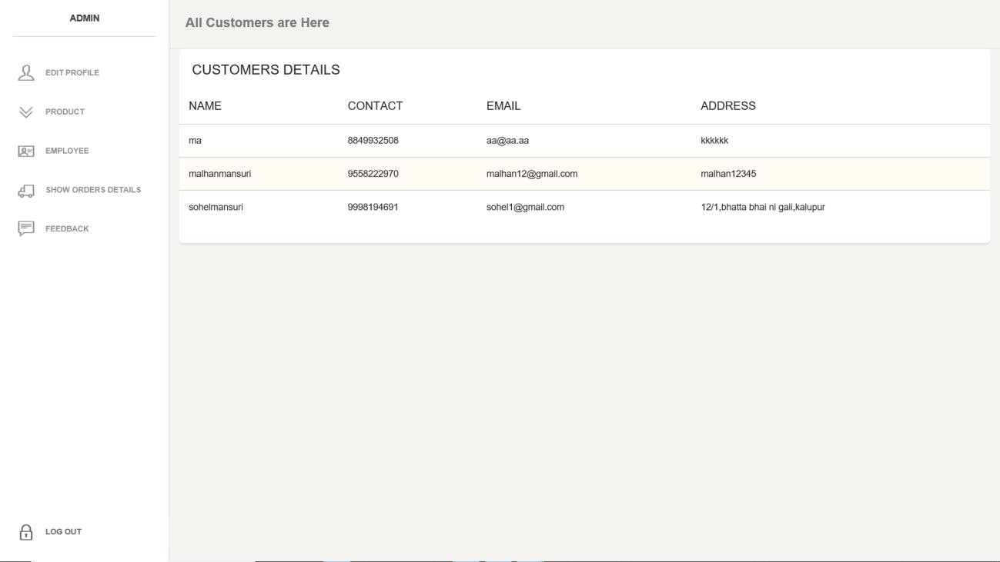 ADMIN
EDIT PROFILE
PRODUCT
EMPLOYEE
SHOW ORDERS DETAILS
FEEDBACK
LOG OUT
All Customers are Here
CUSTOMERS DETAILS
NAME CONTACT EMAIL ADDRESS
ma 8849932508 aa@aa.aa kkkkkk
malhanmansuri 9558222970 malhan12@gmail.com malhan12345
sohelmansuri 9998194691 sohel1@gmail.com 12/1,bhatta bhai ni gali,kalupur